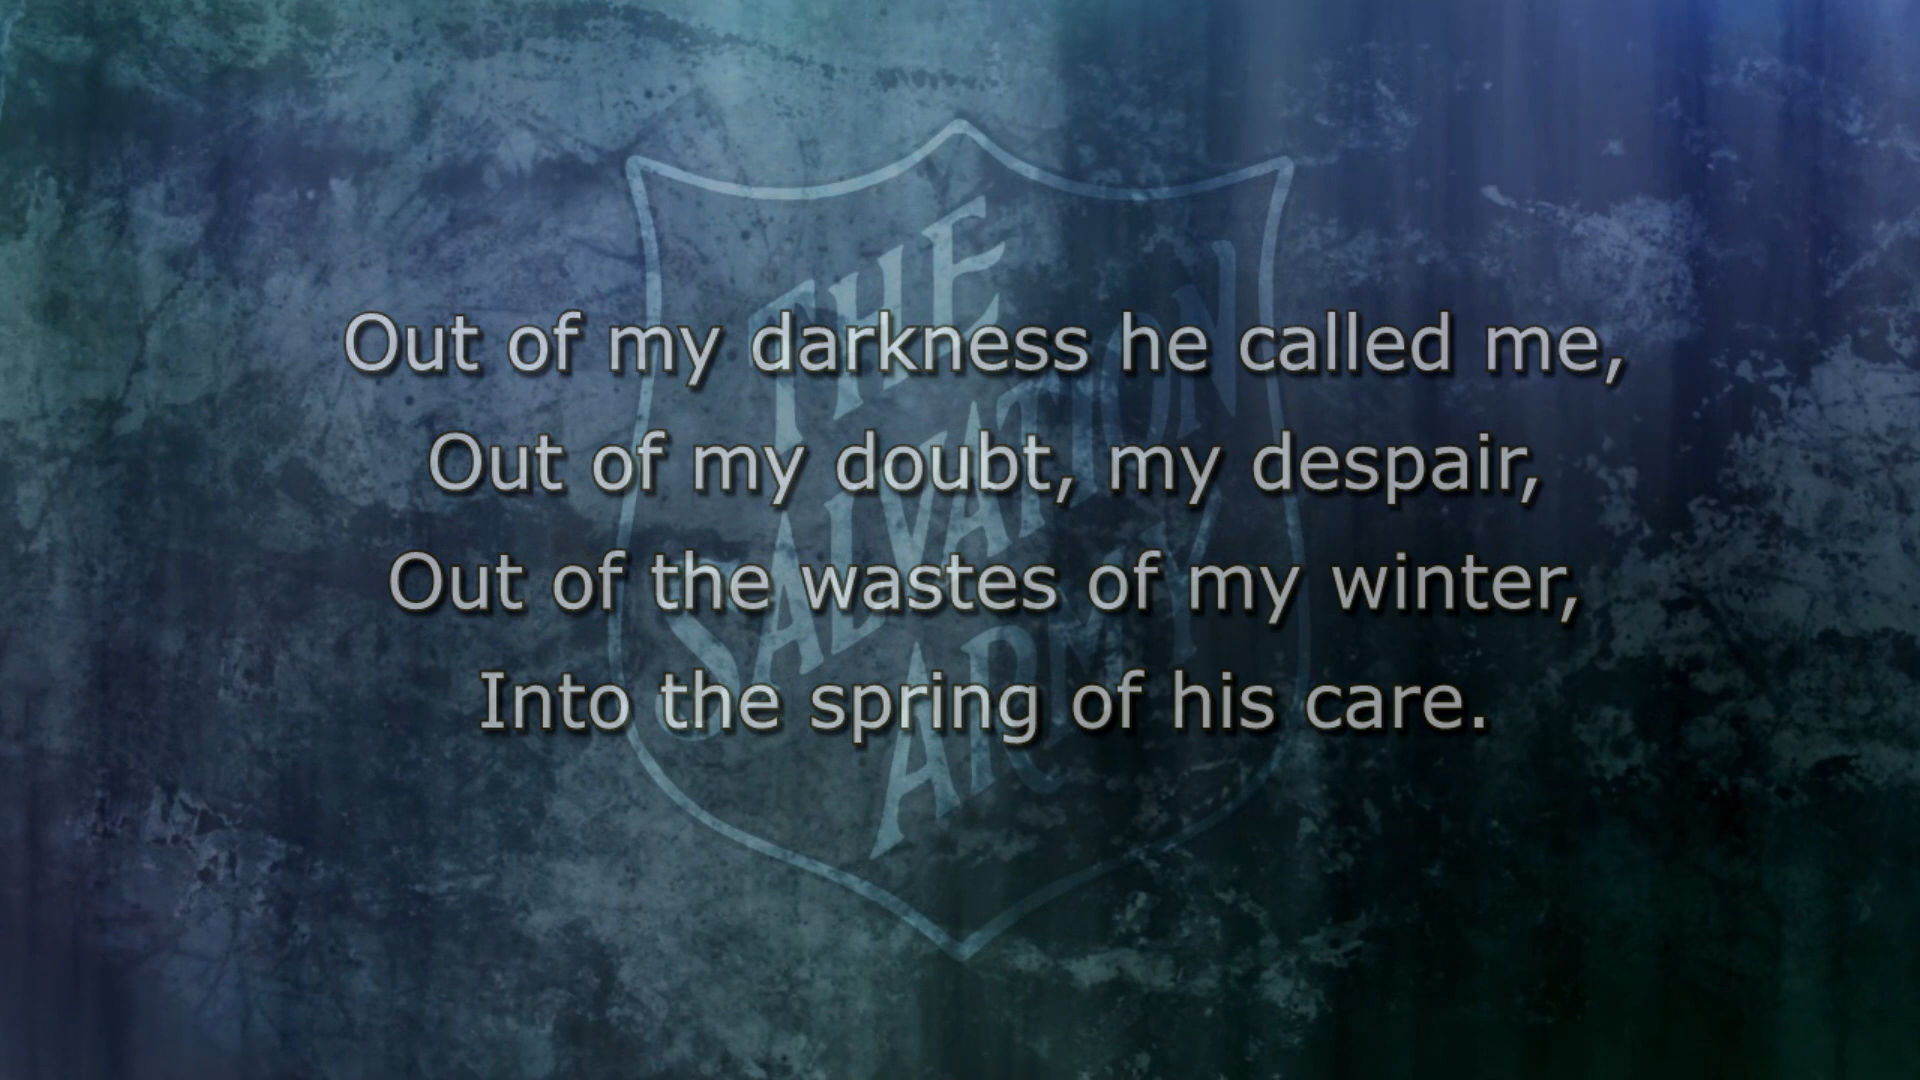 THE
SALVATION
ARMY
Out of my darkness he called me,
Out of my doubt, my despair,
Out of the wastes of my winter,
Into the spring of his care.